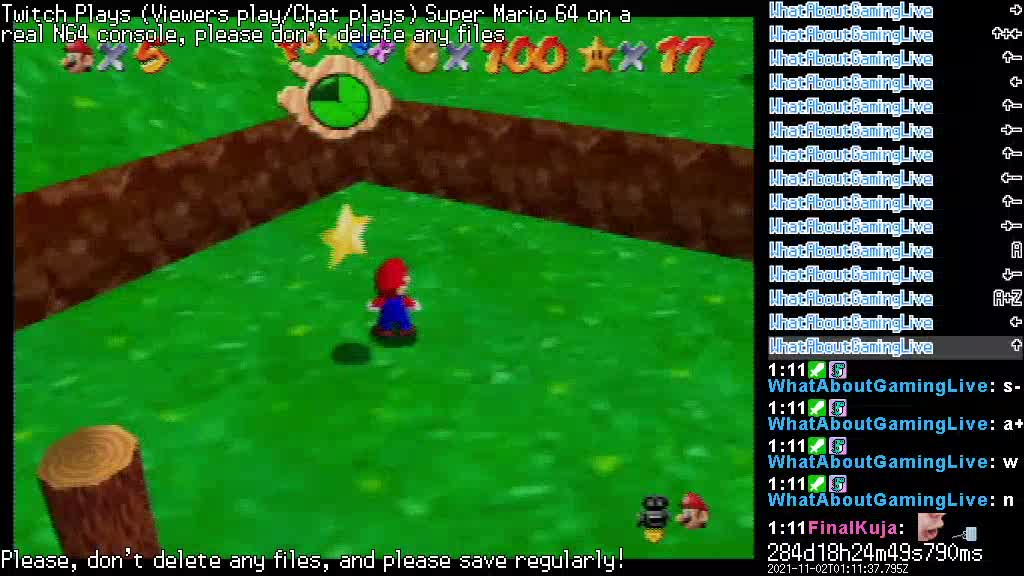 Twitch Plays (Viewers play/Chat plays) Super Mario 64 on a
real N64 console, please don't delete any files
100
17
WhatAboutGamingLive
WhatAboutGamingLive
WhatAboutGamingLive
WhatAboutGamingLive
WhatAboutGamingLive
WhatAboutGamingLive
WhatAboutGamingLive
WhatAboutGamingLive
WhatAboutGamingLive
WhatAboutGamingLive
WhatAboutGamingLive A
WhatAboutGamingLive
WhatAboutGamingLive A+Z
WhatAboutGamingLive
WhatAboutGamingLive
1:11
WhatAboutGamingLive: s-
1:11
WhatAboutGamingLive: a+
1:11
WhatAboutGamingLive: w
1:11
WhatAboutGamingLive: n
1:11 FinalKuja:
284d18h24m49s790ms
2021-11-02T01:11:37.795Z
Please, don't delete any files, and please save regularly!